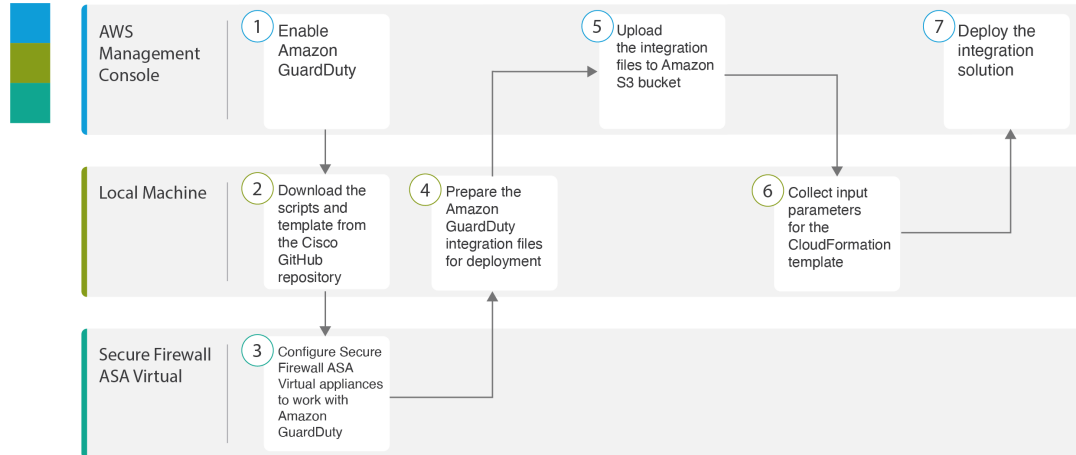 AWS
Management
Console
1
Enable
Amazon
GuardDuty
5
Upload
the integration
files to Amazon
S3 bucket
7
Deploy the
integration
solution
Local Machine
2
Download the
scripts and
template from
the Cisco
GitHub
repository
4
Prepare the
Amazon
GuardDuty
integration files
for deployment
6
Collect input
parameters
for the
CloudFormation
template
Secure Firewall
ASA Virtual
3
Configure Secure
Firewall ASA
Virtual appliances
to work with
Amazon
GuardDuty